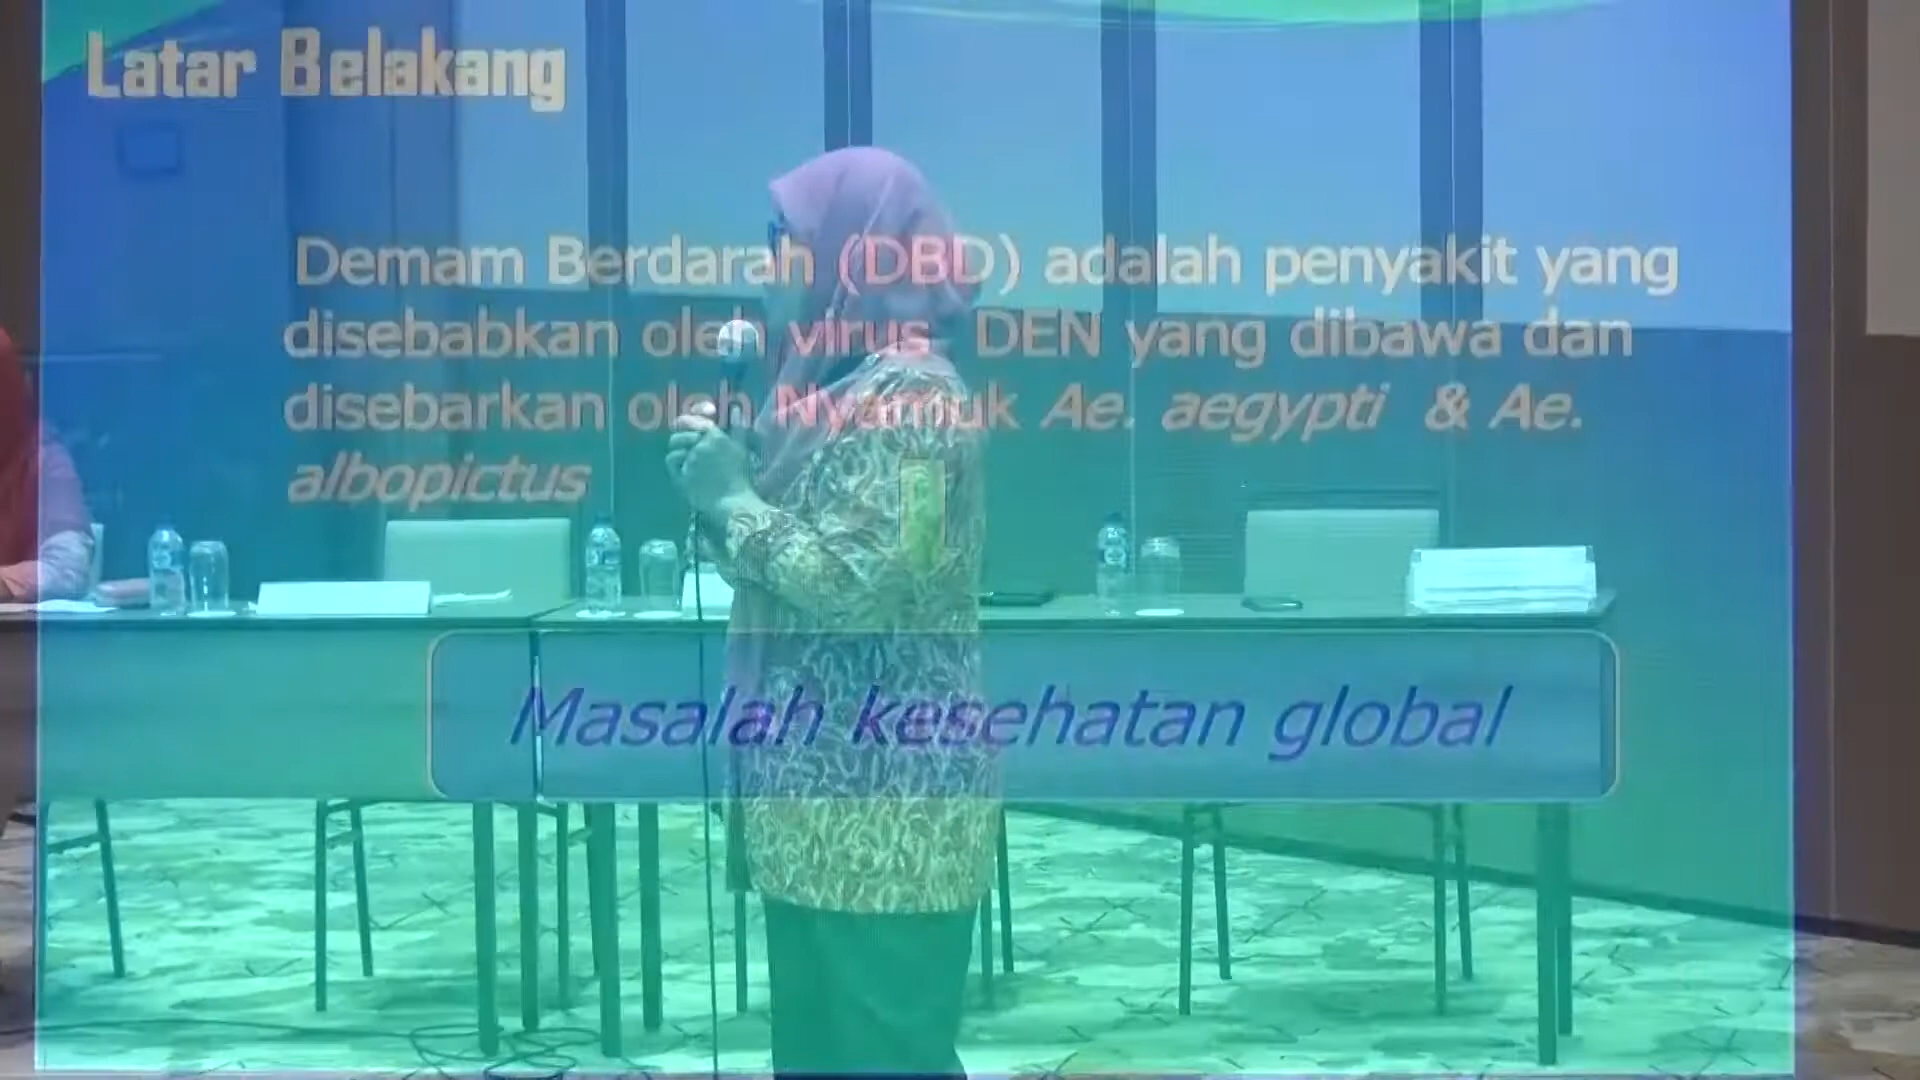 Latar Belakang
Demam Berdarah (DBD) adalah penyakit yang
disebabkan oleh virus DEN yang dibawa dan
disebarkan oleh Nyamuk Ae. aegypti & Ae.
albopictus
Masalah kesehatan global